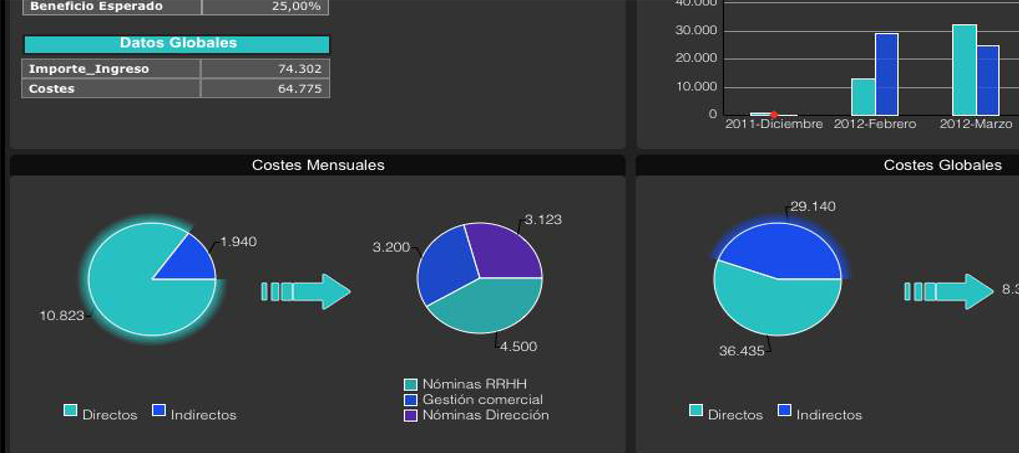 Beneficio Esperado 25,00%
Datos Globales
Importe_Ingreso 74.302
Costes 64.775
40.000
30.000
20.000
10.000
0
2011-Diciembre 2012-Febrero 2012-Marzo
Costes Mensuales
1.940
10.823
3.123
3.200
4.500
Directos Indirectos
Nóminas RRHH
Gestión comercial
Nóminas Dirección
Costes Globales
29.140
36.435
8.3
Directos Indirectos